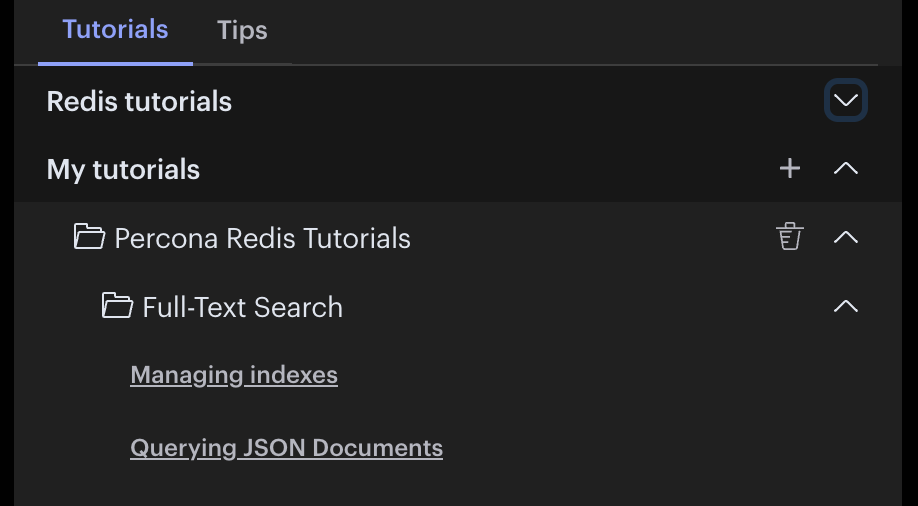 Tutorials Tips
Redis tutorials
My tutorials
Percona Redis Tutorials
Full-Text Search
Managing indexes
Querying JSON Documents